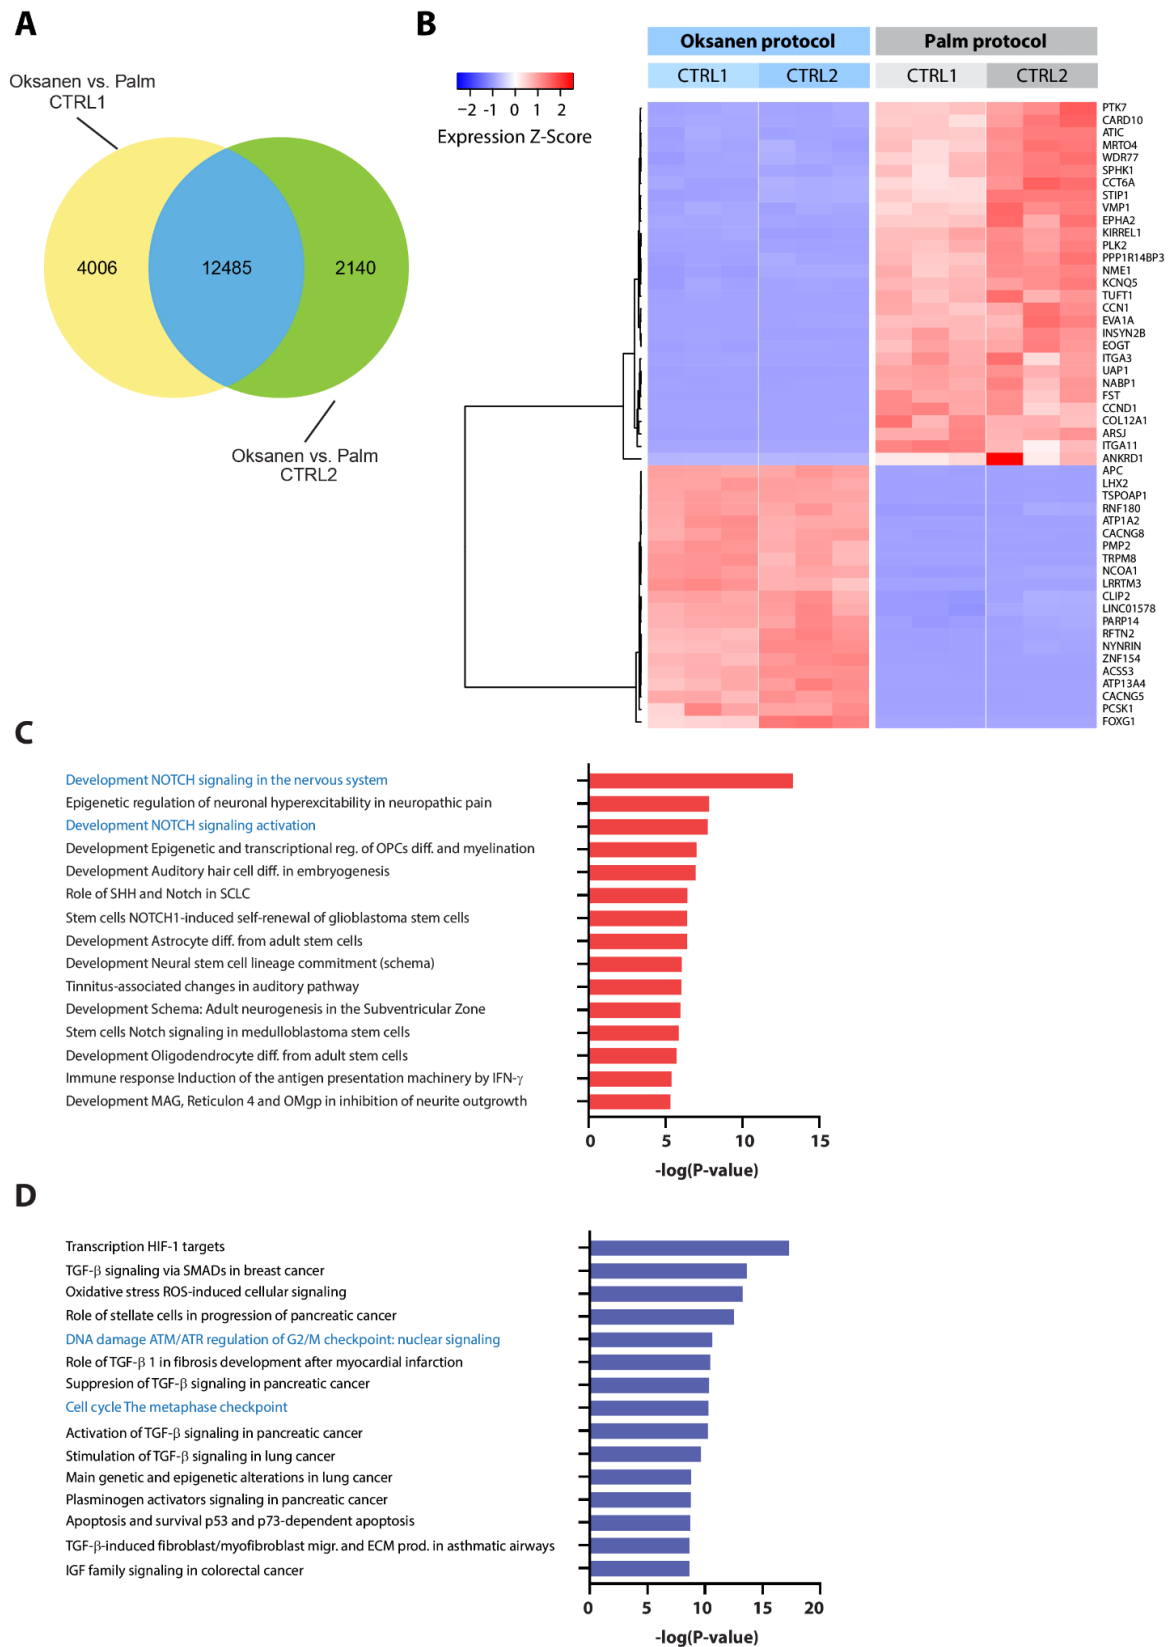 A
Oksanen vs. Palm
CTRL1
4006
12485
2140
Oksanen vs. Palm
CTRL2
B
−2 -1 0 1 2
Expression Z-Score
Oksanen protocol
Palm protocol
CTRL1
CTRL2
CTRL1
CTRL2
PTK7
CARD10
ATIC
MRTO4
WDR77
SPHK1
CCT6A
STIP1
VMP1
EPHA2
KIRREL1
PLK2
PPP1R14BP3
NME1
KCNQ5
TUFT1
CCN1
EVA1A
INSYN2B
EOGT
ITGA3
UAP1
NABP1
FST
CCND1
COL12A1
ARSJ
ITGA11
ANKRD1
APC
LHX2
TSPOAP1
RNF180
ATP1A2
CACNG8
PMP2
TRPM8
NCOA1
LRRTM3
CLIP2
LINC01578
PARP14
RFTN2
NYNRIN
ZNF154
ACSS3
ATP13A4
CACNG5
PCSK1
FOXG1
C
Development NOTCH signaling in the nervous system
Epigenetic regulation of neuronal hyperexcitability in neuropathic pain
Development NOTCH signaling activation
Development Epigenetic and transcriptional reg. of OPCs diff. and myelination
Development Auditory hair cell diff. in embryogenesis
Role of SHH and Notch in SCLC
Stem cells NOTCH1-induced self-renewal of glioblastoma stem cells
Development Astrocyte diff. from adult stem cells
Development Neural stem cell lineage commitment (schema)
Tinnitus-associated changes in auditory pathway
Development Schema: Adult neurogenesis in the Subventricular Zone
Stem cells Notch signaling in medulloblastoma stem cells
Development Oligodendrocyte diff. from adult stem cells
Immune response Induction of the antigen presentation machinery by IFN-γ
Development MAG, Reticulon 4 and OMgp in inhibition of neurite outgrowth
0 5 10 15
-log(P-value)
D
Transcription HIF-1 targets
TGF-β signaling via SMADs in breast cancer
Oxidative stress ROS-induced cellular signaling
Role of stellate cells in progression of pancreatic cancer
DNA damage ATM/ATR regulation of G2/M checkpoint: nuclear signaling
Role of TGF-β 1 in fibrosis development after myocardial infarction
Suppresion of TGF-β signaling in pancreatic cancer
Cell cycle The metaphase checkpoint
Activation of TGF-β signaling in pancreatic cancer
Stimulation of TGF-β signaling in lung cancer
Main genetic and epigenetic alterations in lung cancer
Plasminogen activators signaling in pancreatic cancer
Apoptosis and survival p53 and p73-dependent apoptosis
TGF-β-induced fibroblast/myofibroblast migr. and ECM prod. in asthmatic airways
IGF family signaling in colorectal cancer
0 5 10 15 20
-log(P-value)